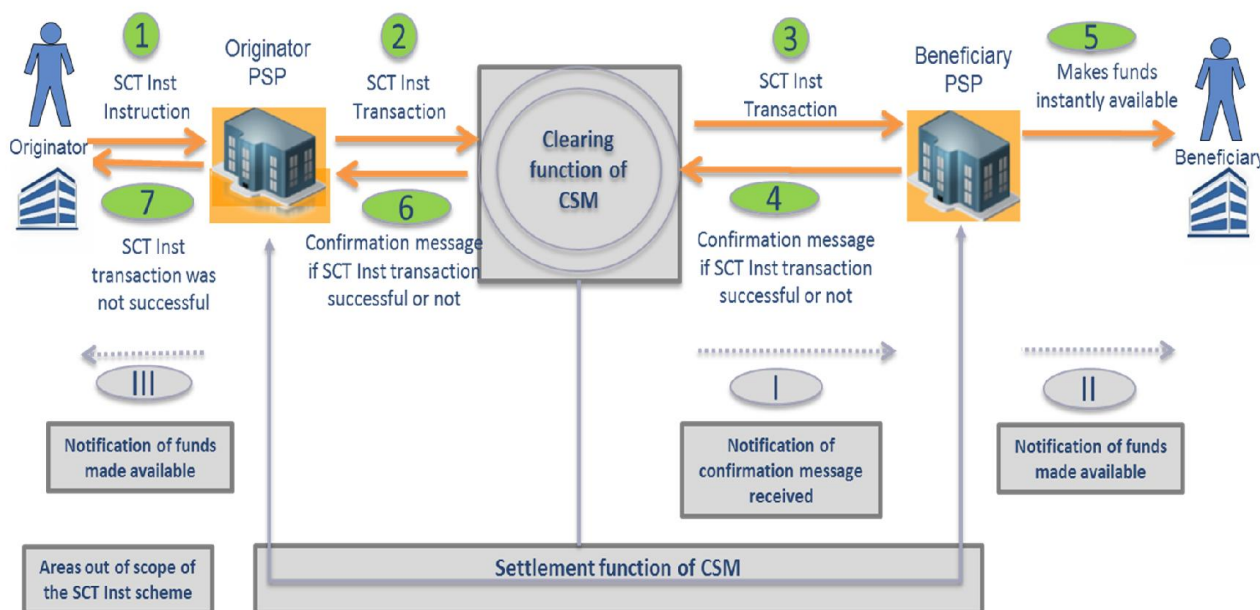 1
SCT Inst
Instruction
Originator
PSP
2
SCT Inst
Transaction
3
SCT Inst
Transaction
Beneficiary
PSP
5
Makes funds
instantly available
Originator
Clearing
function of
CSM
Beneficiary
7
SCT Inst
transaction was
not successful
6
Confirmation message
if SCT Inst transaction
successful or not
4
Confirmation message
if SCT Inst transaction
successful or not
III
Notification of funds
made available
I
Notification of
confirmation message
received
II
Notification of funds
made available
Areas out of scope of
the SCT Inst scheme
Settlement function of CSM